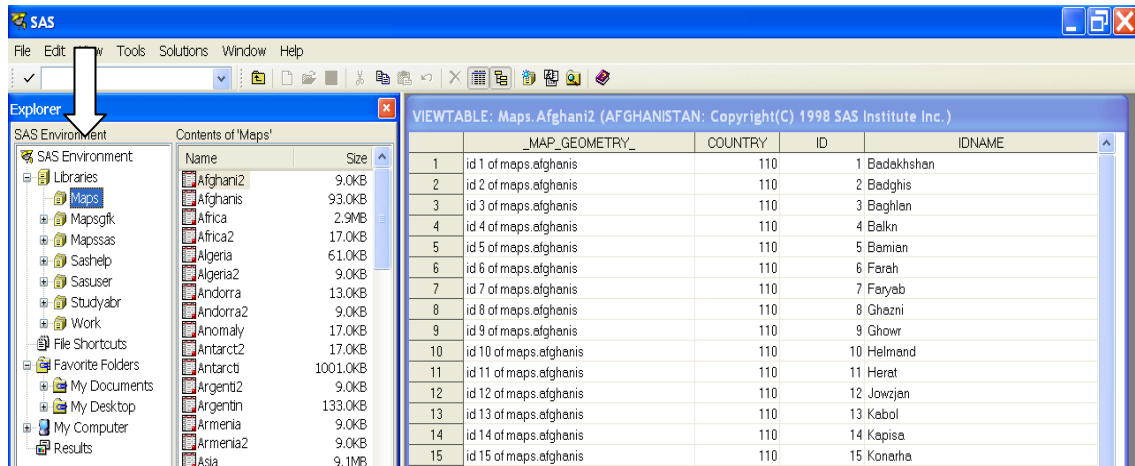 SAS
File Edit Tools Solutions Window Help
Explorer
SAS Environment
SAS Environment
Libraries
Maps
Mapsgfk
Mapssas
Sashelp
Sasuser
Studyabr
Work
File Shortcuts
Favorite Folders
My Documents
My Desktop
My Computer
Results
Contents of 'Maps'
Name Size
Afghani2 9.0KB
Afghanis 93.0KB
Africa 2.9MB
Africa2 17.0KB
Algeria 61.0KB
Algeria2 9.0KB
Andorra 13.0KB
Andorra2 9.0KB
Anomaly 17.0KB
Antarct2 17.0KB
Antarcti 1001.0KB
Argenti2 9.0KB
Argentin 133.0KB
Armenia 9.0KB
Armenia2 9.0KB
Asia 9.1MB
VIEWTABLE: Maps.Afghani2 (AFGHANISTAN: Copyright(C) 1998 SAS Institute Inc.)
_MAP_GEOMETRY_ COUNTRY ID IDNAME
1 id 1 of maps.afghanis 110 1 Badakhshan
2 id 2 of maps.afghanis 110 2 Badghis
3 id 3 of maps.afghanis 110 3 Baghlan
4 id 4 of maps.afghanis 110 4 Balkn
5 id 5 of maps.afghanis 110 5 Bamian
6 id 6 of maps.afghanis 110 6 Farah
7 id 7 of maps.afghanis 110 7 Faryab
8 id 8 of maps.afghanis 110 8 Ghazni
9 id 9 of maps.afghanis 110 9 Ghowr
10 id 10 of maps.afghanis 110 10 Helmand
11 id 11 of maps.afghanis 110 11 Herat
12 id 12 of maps.afghanis 110 12 Jowzjan
13 id 13 of maps.afghanis 110 13 Kabol
14 id 14 of maps.afghanis 110 14 Kapisa
15 id 15 of maps.afghanis 110 15 Konarha